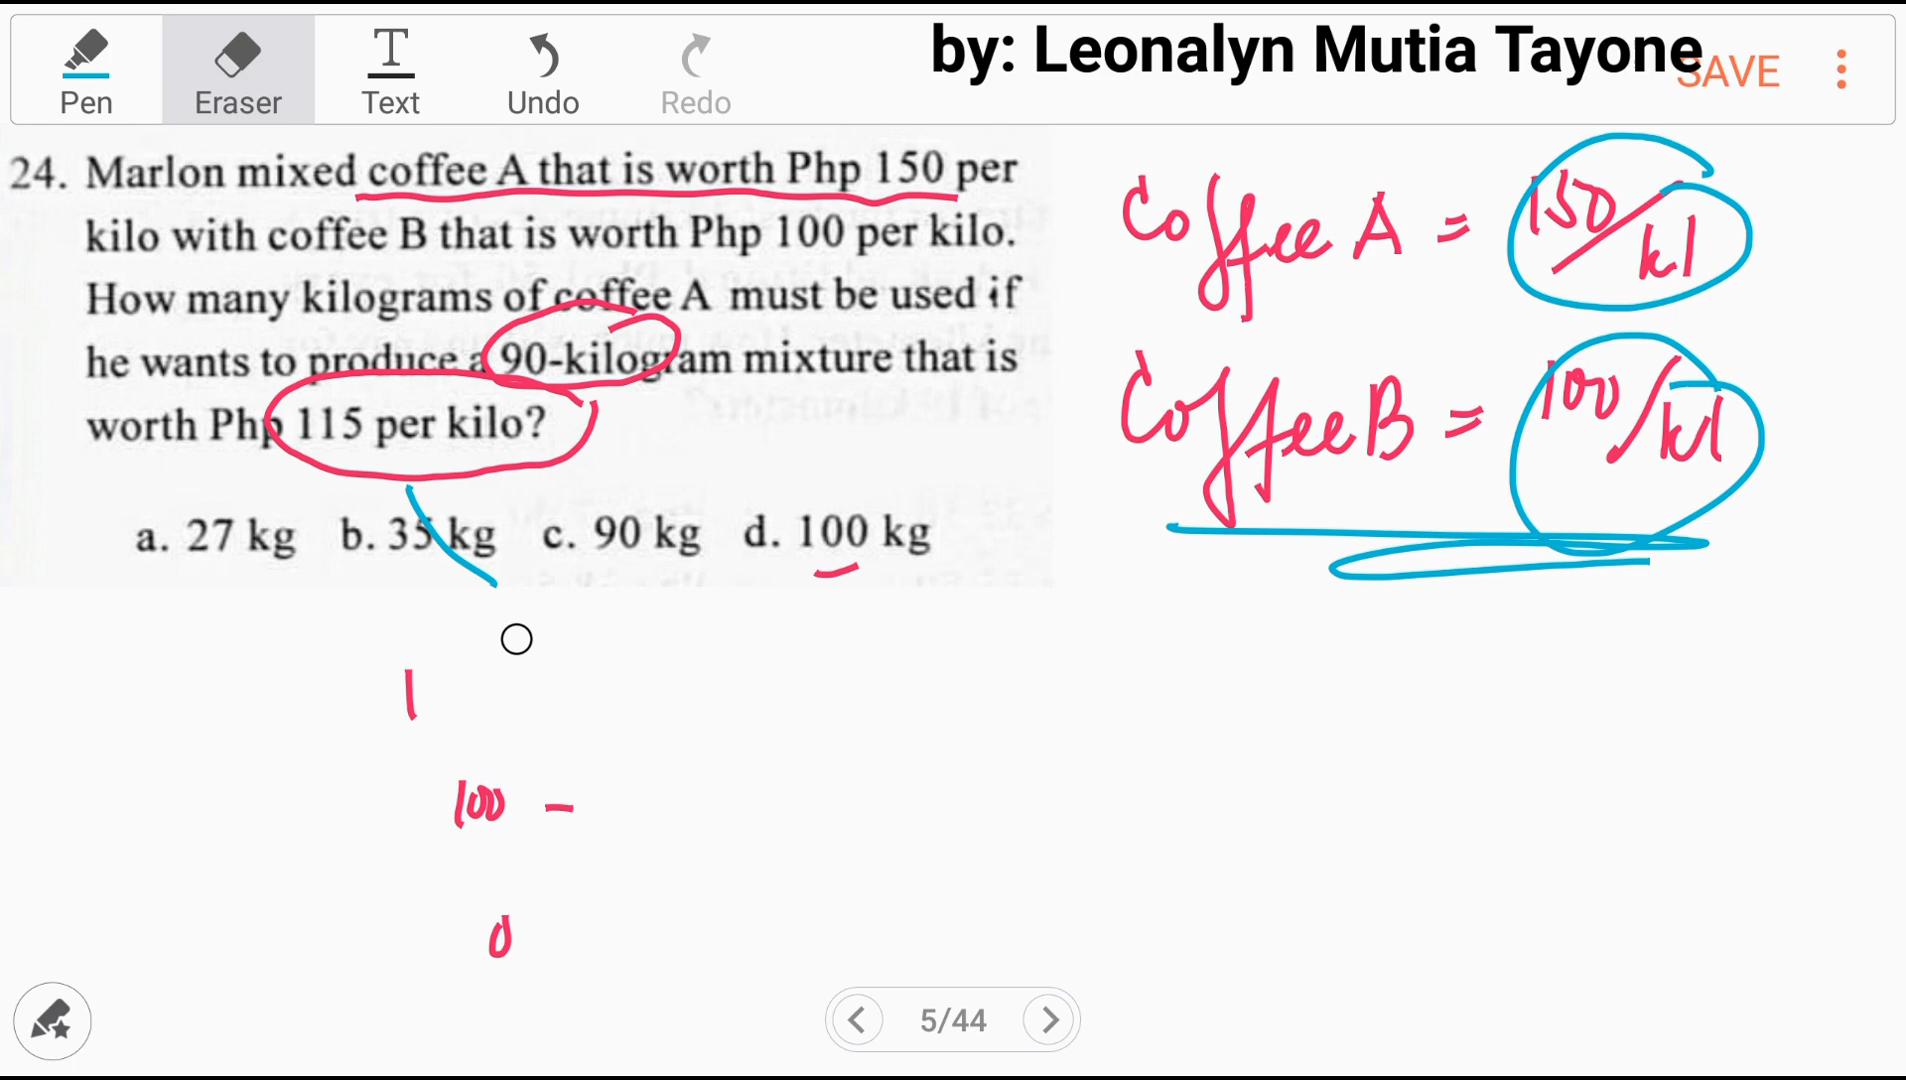 Pen
Eraser
Text
Undo
Redo
by: Leonalyn Mutia Tayone
SAVE
24. Marlon mixed coffee A that is worth Php 150 per
kilo with coffee B that is worth Php 100 per kilo.
How many kilograms of coffee A must be used if
he wants to produce a 90-kilogram mixture that is
worth Php 115 per kilo?
a. 27 kg b. 35 kg c. 90 kg d. 100 kg
Coffee A = 150/kl
Coffee B = 100/kl
1
100 -
0
5/44